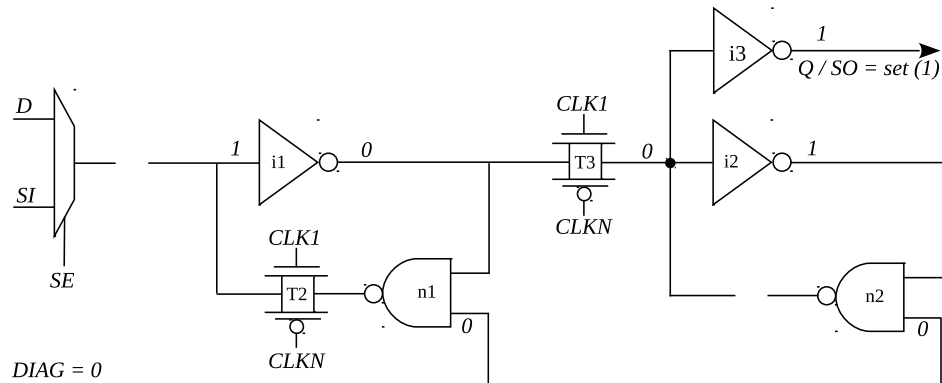 i3
1
Q / SO = set (1)
D
CLK1
1
i1
0
T3
0
i2
1
SI
CLKN
CLK1
SE
T2
n1
n2
0
0
CLKN
DIAG = 0